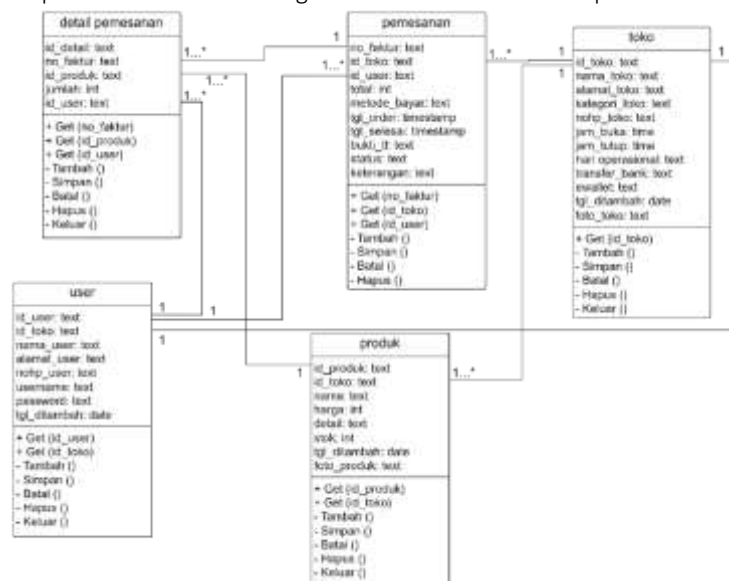 detail pemesanan
id_detail: text
no_faktur: text
id_produk: text
jumlah: int
id_user: text
+ Get (no_faktur)
+ Get (id_produk)
+ Get (id_user)
- Tambah ()
- Simpan ()
- Batal ()
- Hapus ()
- Keluar ()
1...*
1...*
1...*
1
1...*
pemesanan
no_faktur: text
id_toko: text
id_user: text
total: int
metode_bayar: text
tgl_order: timestamp
tgl_selesai: timestamp
bukti_tf: text
status: text
keterangan: text
+ Get (no_faktur)
+ Get (id_toko)
+ Get (id_user)
- Tambah ()
- Simpan ()
- Batal ()
- Hapus ()
1...*
1
1
1
toko
id_toko: text
nama_toko: text
alamat_toko: text
kategori_toko: text
nohp_toko: text
jam_buka: time
jam_tutup: time
hari operasional: text
transfer_bank: text
ewallet: text
tgl_ditambah: date
foto_toko: text
+ Get (id_toko)
- Tambah ()
- Simpan ()
- Batal ()
- Hapus ()
- Keluar ()
user
id_user: text
id_toko: text
nama_user: text
alamat_user: text
nohp_user: text
username: text
password: text
tgl_ditambah: date
+ Get (id_user)
+ Get (id_toko)
- Tambah ()
- Simpan ()
- Batal ()
- Hapus ()
- Keluar ()
1
1
1
1
1...*
produk
id_produk: text
id_toko: text
nama: text
harga: int
detail: text
stok: int
tgl_ditambah: date
foto_produk: text
+ Get (id_produk)
+ Get (id_toko)
- Tambah ()
- Simpan ()
- Batal ()
- Hapus ()
- Keluar ()